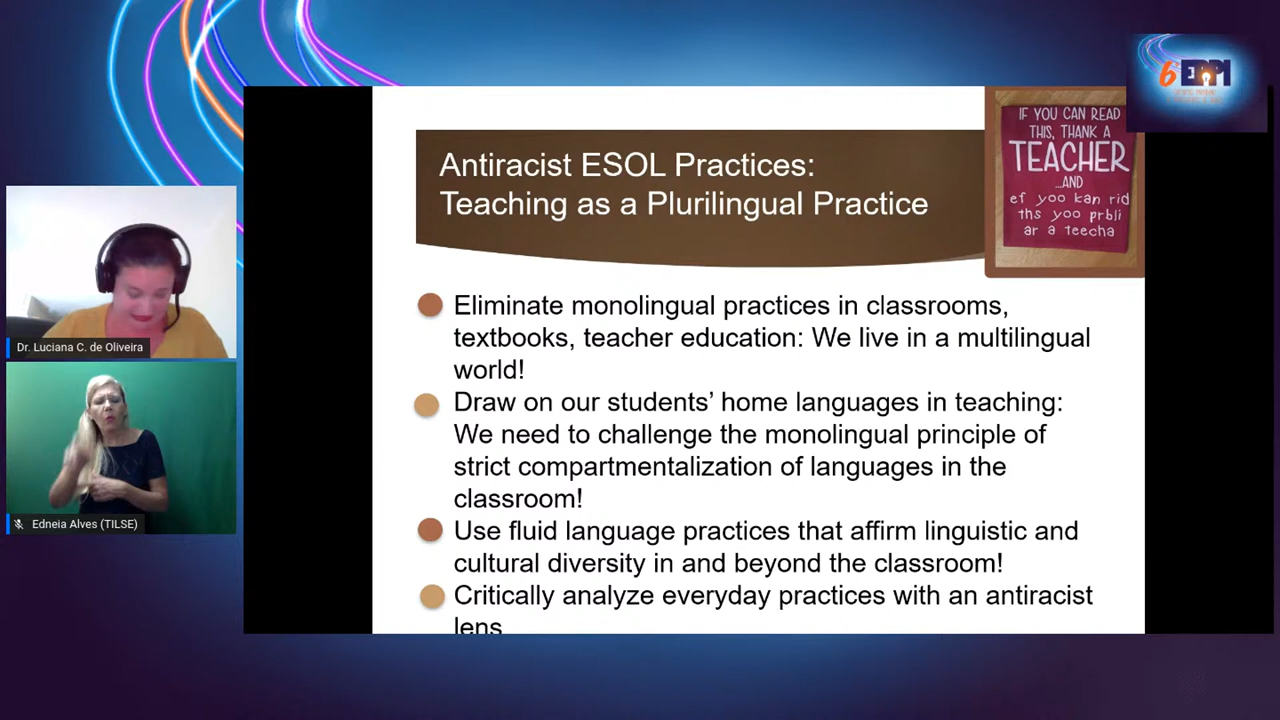 6 EPPI
IF YOU CAN READ
THIS, THANK A
TEACHER
...AND
ef yoo kan rid
ths yoo prbli
ar a teecha
Antiracist ESOL Practices:
Teaching as a Plurilingual Practice
Eliminate monolingual practices in classrooms,
textbooks, teacher education: We live in a multilingual
world!
Draw on our students’ home languages in teaching:
We need to challenge the monolingual principle of
strict compartmentalization of languages in the
classroom!
Use fluid language practices that affirm linguistic and
cultural diversity in and beyond the classroom!
Critically analyze everyday practices with an antiracist
lens
Dr. Luciana C. de Oliveira
Edneia Alves (TILSE)